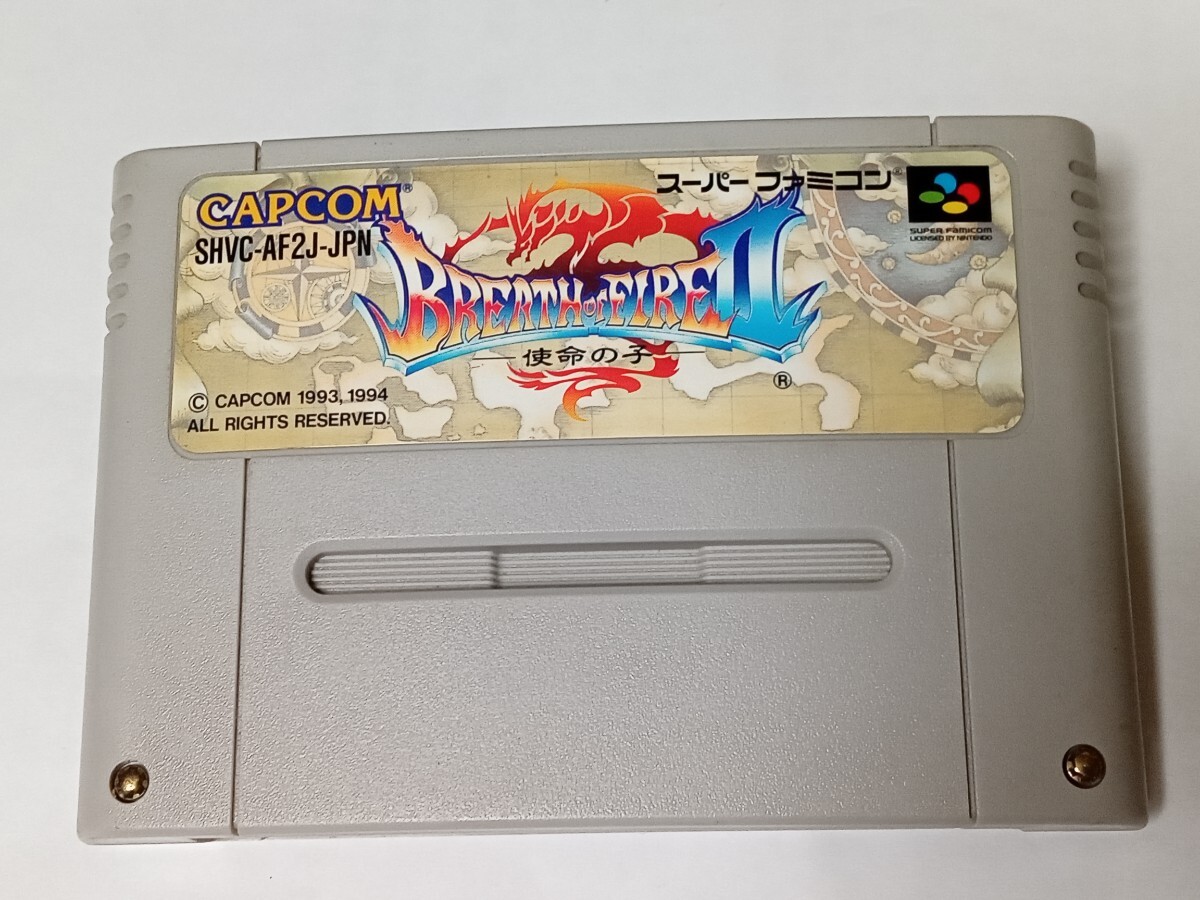 CAPCOM®
SHVC-AF2J-JPN
スーパーファミコン®
SUPER FAMICOM
LICENSED BY NINTENDO
BREATH OF FIRE II
使命の子
®
© CAPCOM 1993, 1994
ALL RIGHTS RESERVED.